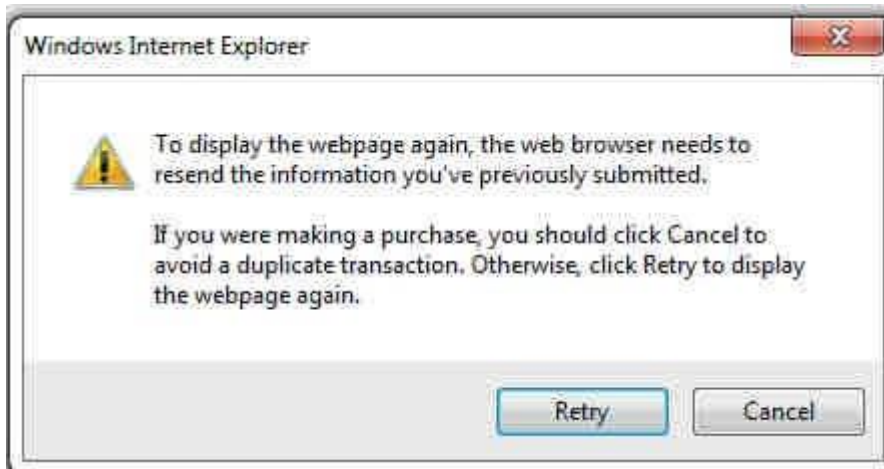 Windows Internet Explorer
To display the webpage again, the web browser needs to
resend the information you've previously submitted.
If you were making a purchase, you should click Cancel to
avoid a duplicate transaction. Otherwise, click Retry to display
the webpage again.
Retry
Cancel